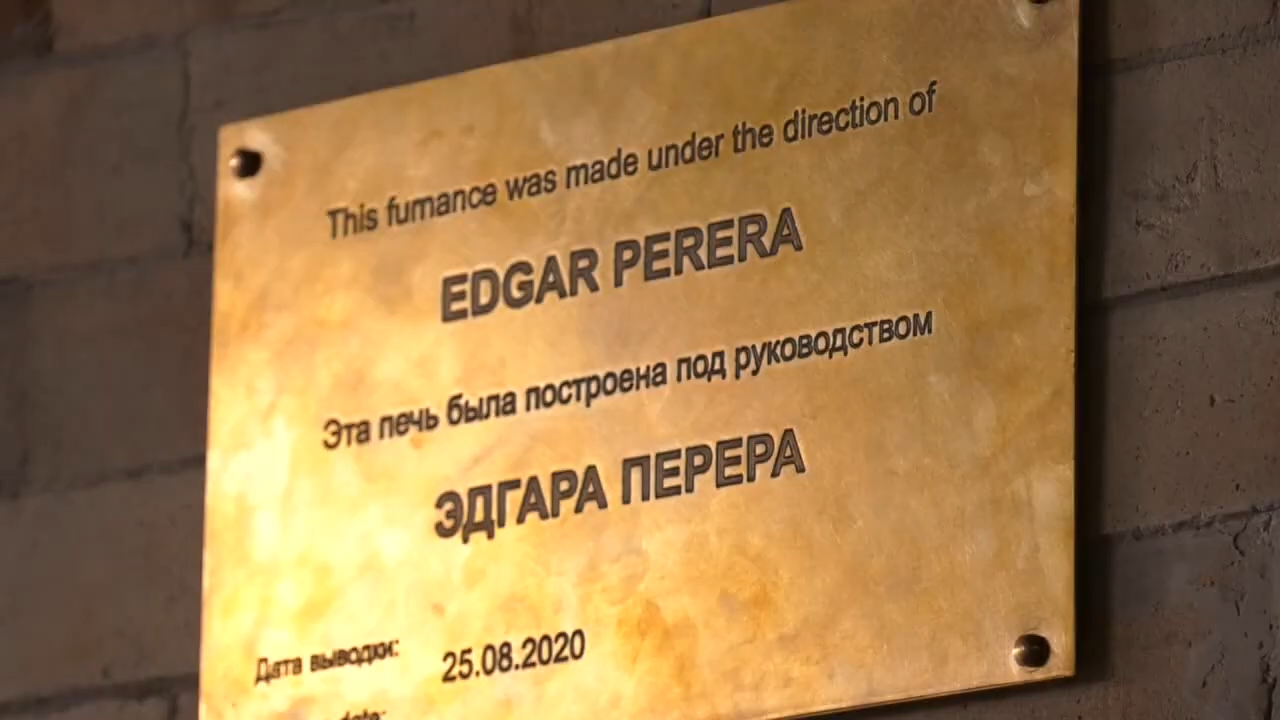 This furnance was made under the direction of
EDGAR PERERA
Эта печь была построена под руководством
ЭДГАРА ПЕРЕРА
Дата выводки: 25.08.2020
date: